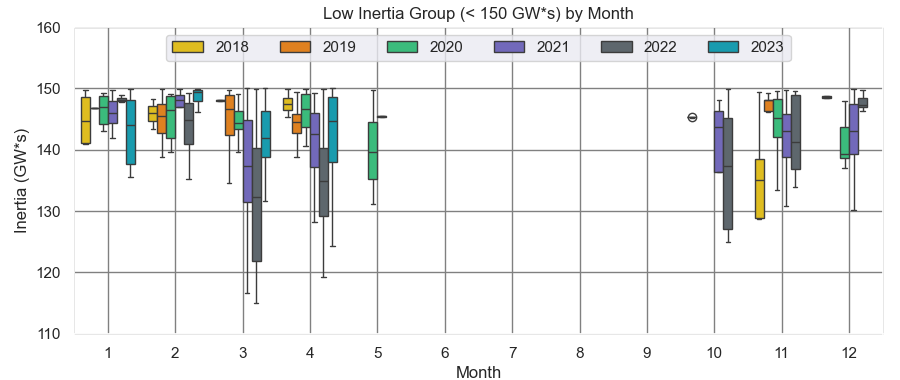 Low Inertia Group (< 150 GW*s) by Month
2018 2019 2020 2021 2022 2023
Inertia (GW*s)
160
150
140
130
120
110
1 2 3 4 5 6 7 8 9 10 11 12
Month